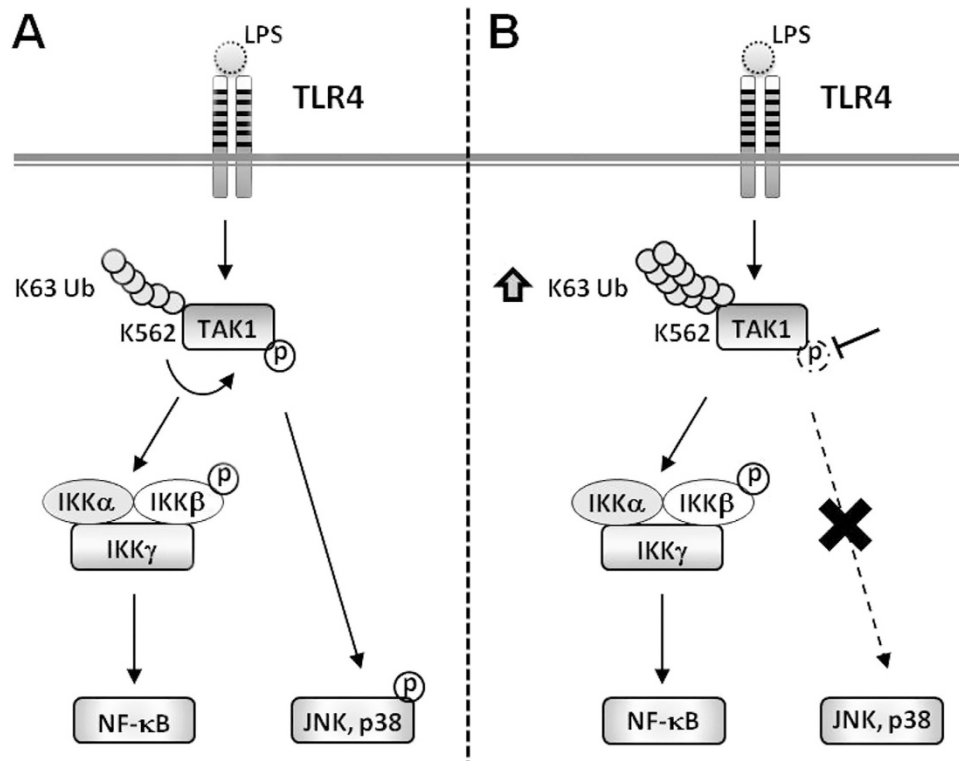 A
LPS
TLR4
K63 Ub
K562
TAK1
p
IKKα
IKKβ
p
IKKγ
NF-κB
JNK, p38
p
B
LPS
TLR4
K63 Ub
K562
TAK1
p
IKKα
IKKβ
p
IKKγ
NF-κB
JNK, p38